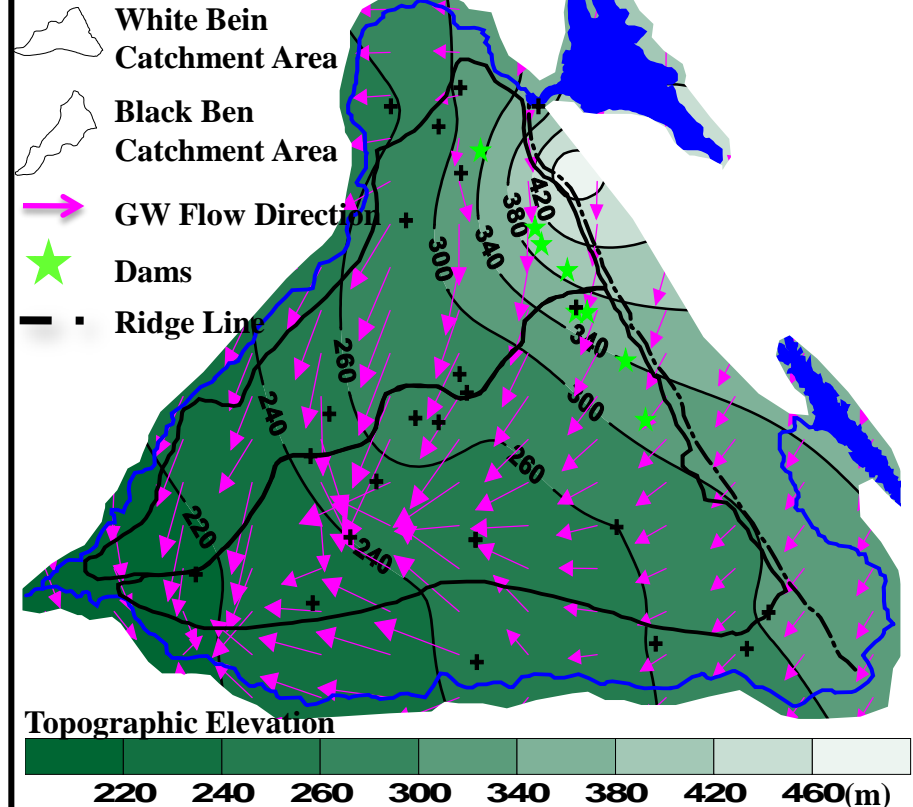 White Bein
Catchment Area
Black Ben
Catchment Area
GW Flow Direction
Dams
Ridge Line
420
380
340
300
340
300
260
240
260
220
240
Topographic Elevation
220 240 260 300 340 380 420 460 (m)